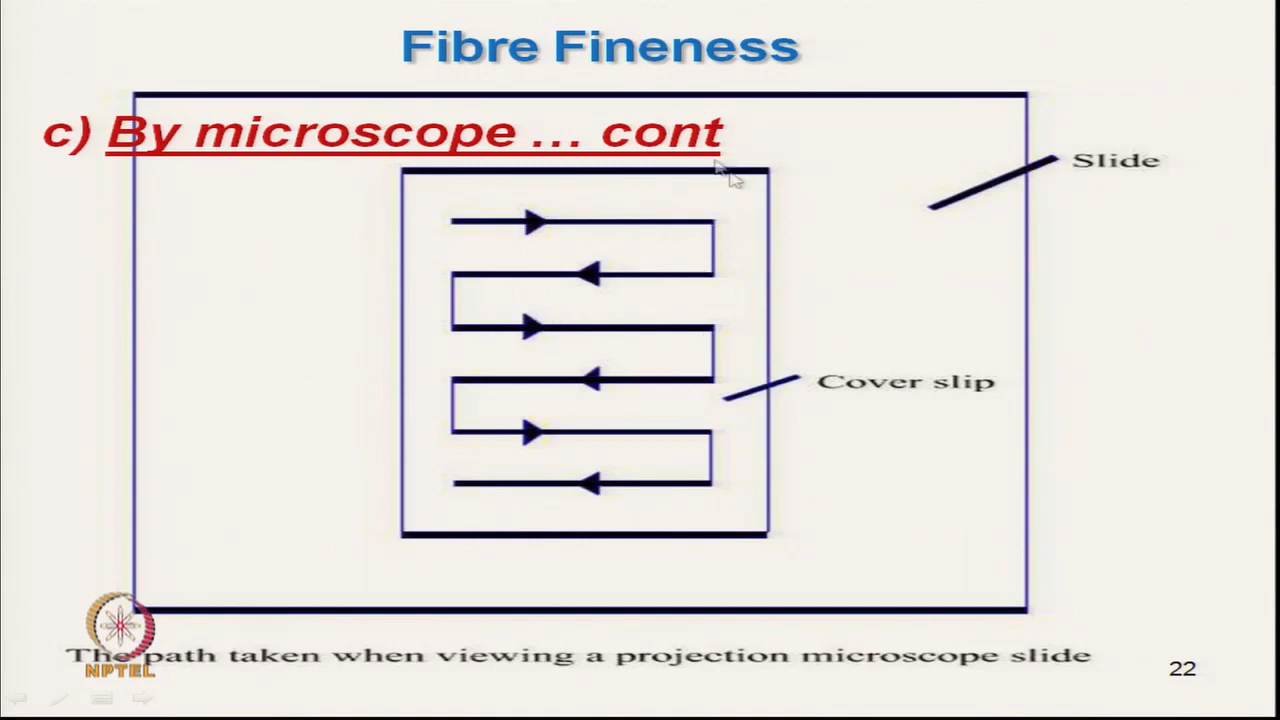 Fibre Fineness
c) By microscope ... cont
Slide
Cover slip
The path taken when viewing a projection microscope slide
NPTEL
22